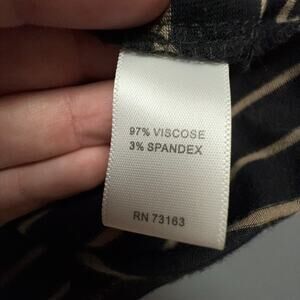 97% VISCOSE
3% SPANDEX
RN 73163